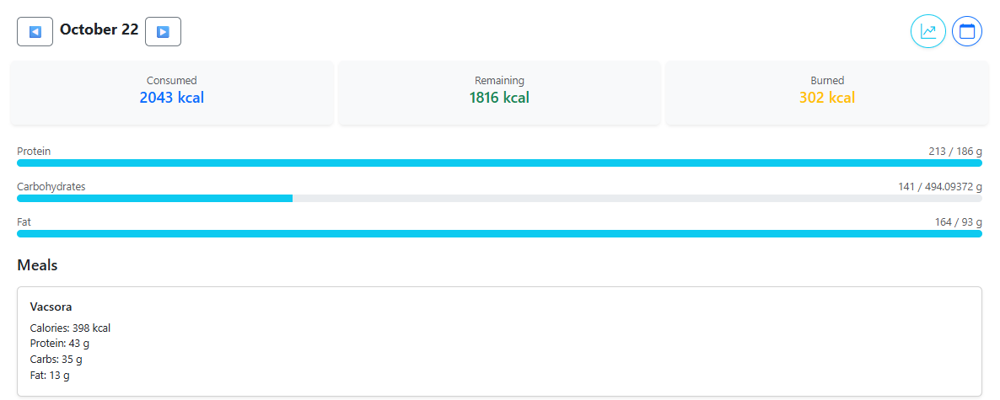 October 22
Consumed
2043 kcal
Remaining
1816 kcal
Burned
302 kcal
Protein
213 / 186 g
Carbohydrates
141 / 494.09372 g
Fat
164 / 93 g
Meals
Vacsora
Calories: 398 kcal
Protein: 43 g
Carbs: 35 g
Fat: 13 g